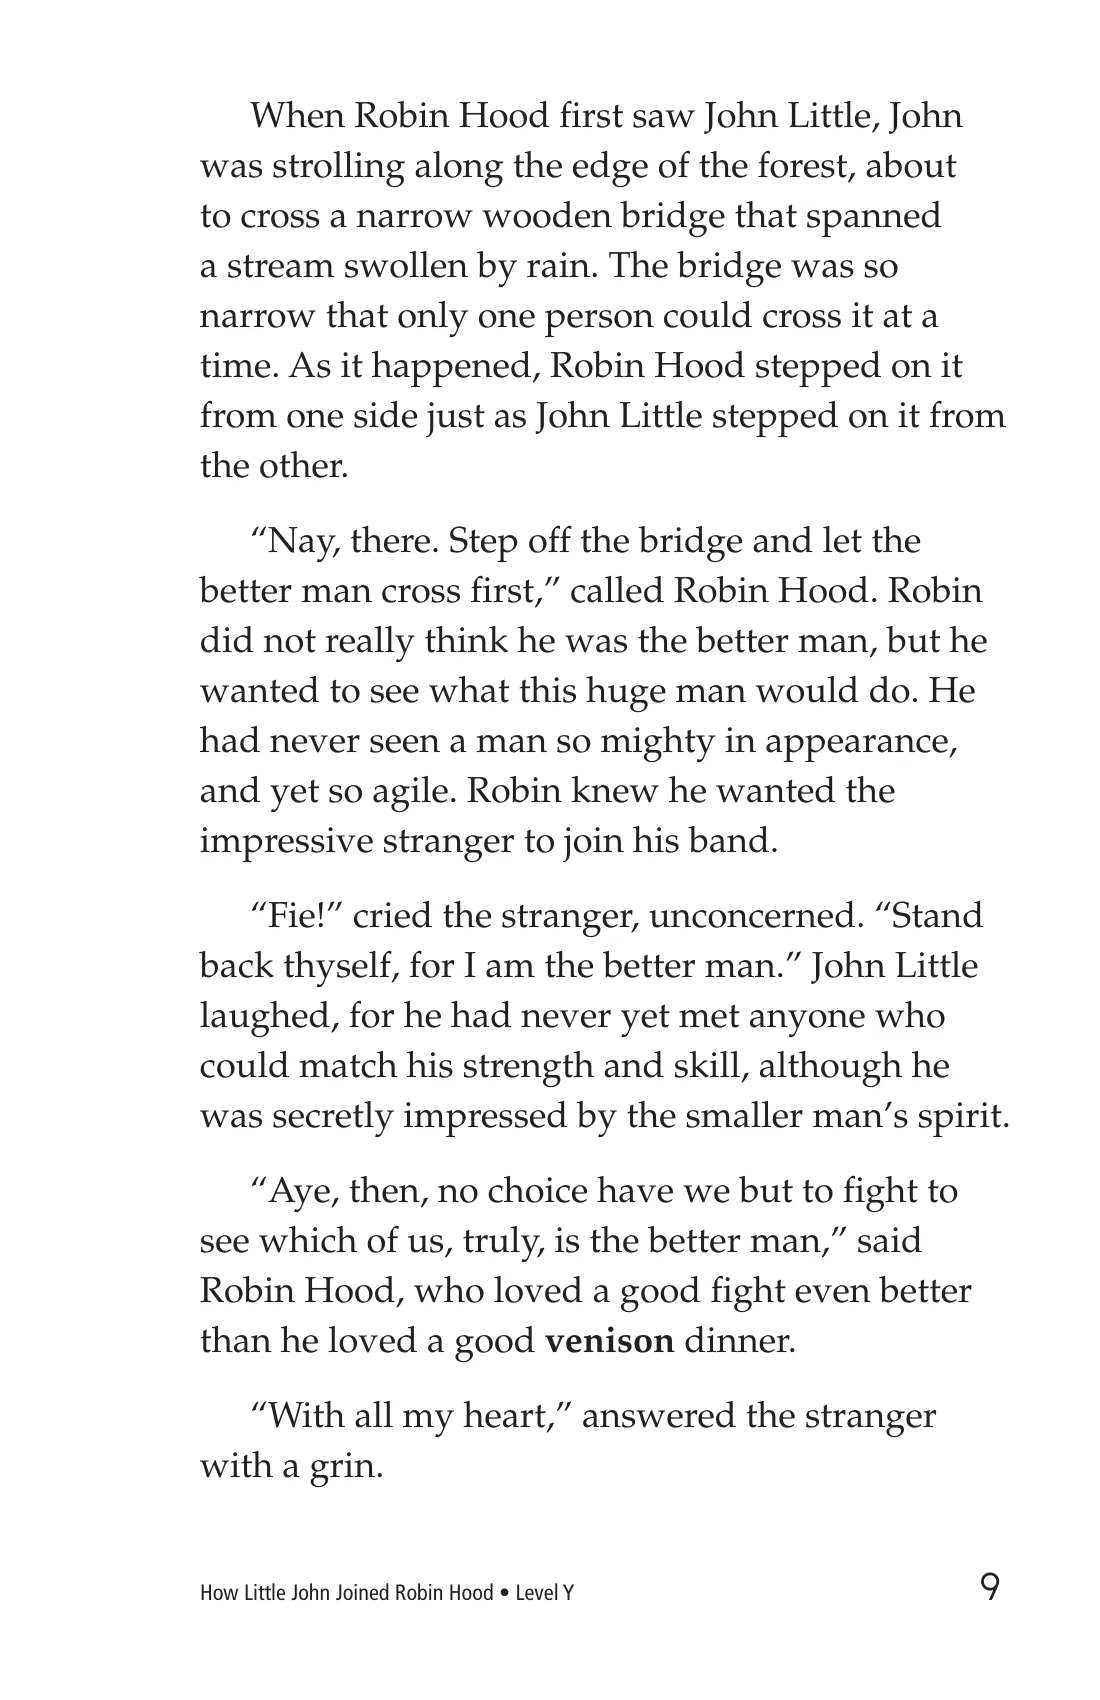 When Robin Hood first saw John Little, John
was strolling along the edge of the forest, about
to cross a narrow wooden bridge that spanned
a stream swollen by rain. The bridge was so
narrow that only one person could cross it at a
time. As it happened, Robin Hood stepped on it
from one side just as John Little stepped on it from
the other.
“Nay, there. Step off the bridge and let the
better man cross first,” called Robin Hood. Robin
did not really think he was the better man, but he
wanted to see what this huge man would do. He
had never seen a man so mighty in appearance,
and yet so agile. Robin knew he wanted the
impressive stranger to join his band.
“Fie!” cried the stranger, unconcerned. “Stand
back thyself, for I am the better man.” John Little
laughed, for he had never yet met anyone who
could match his strength and skill, although he
was secretly impressed by the smaller man’s spirit.
“Aye, then, no choice have we but to fight to
see which of us, truly, is the better man,” said
Robin Hood, who loved a good fight even better
than he loved a good venison dinner.
“With all my heart,” answered the stranger
with a grin.
How Little John Joined Robin Hood • Level Y 9